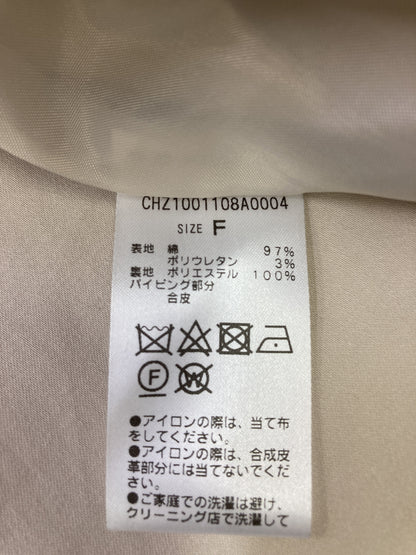 CHZ1001108A0004
SIZE F
表地 綿 97%
ポリウレタン 3%
裏地 ポリエステル 100%
パイピング部分
合皮
F W
●アイロンの際は、当て布
をしてください。
●アイロンの際は、合成皮
革部分には当てないでくだ
さい。
●ご家庭での洗濯は避け、
クリーニング店で洗濯して